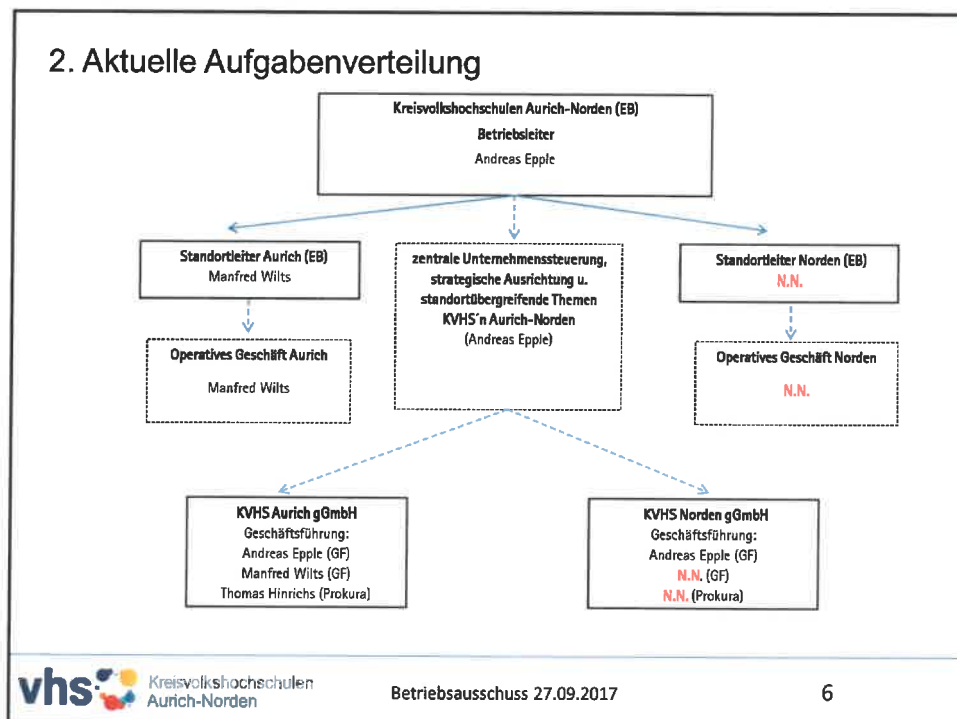 2. Aktuelle Aufgabenverteilung
Kreisvolkshochschulen Aurich-Norden (EB)
Betriebsleiter
Andreas Epple
Standortleiter Aurich (EB)
Manfred Wilts
zentrale Unternehmenssteuerung,
strategische Ausrichtung u.
standortübergreifende Themen
KVHS´n Aurich-Norden
(Andreas Epple)
Standortleiter Norden (EB)
N.N.
Operatives Geschäft Aurich
Manfred Wilts
Operatives Geschäft Norden
N.N.
KVHS Aurich gGmbH
Geschäftsführung:
Andreas Epple (GF)
Manfred Wilts (GF)
Thomas Hinrichs (Prokura)
KVHS Norden gGmbH
Geschäftsführung:
Andreas Epple (GF)
N.N. (GF)
N.N. (Prokura)
vhs
Kreisvolkshochschulen
Aurich-Norden
Betriebsausschuss 27.09.2017
6